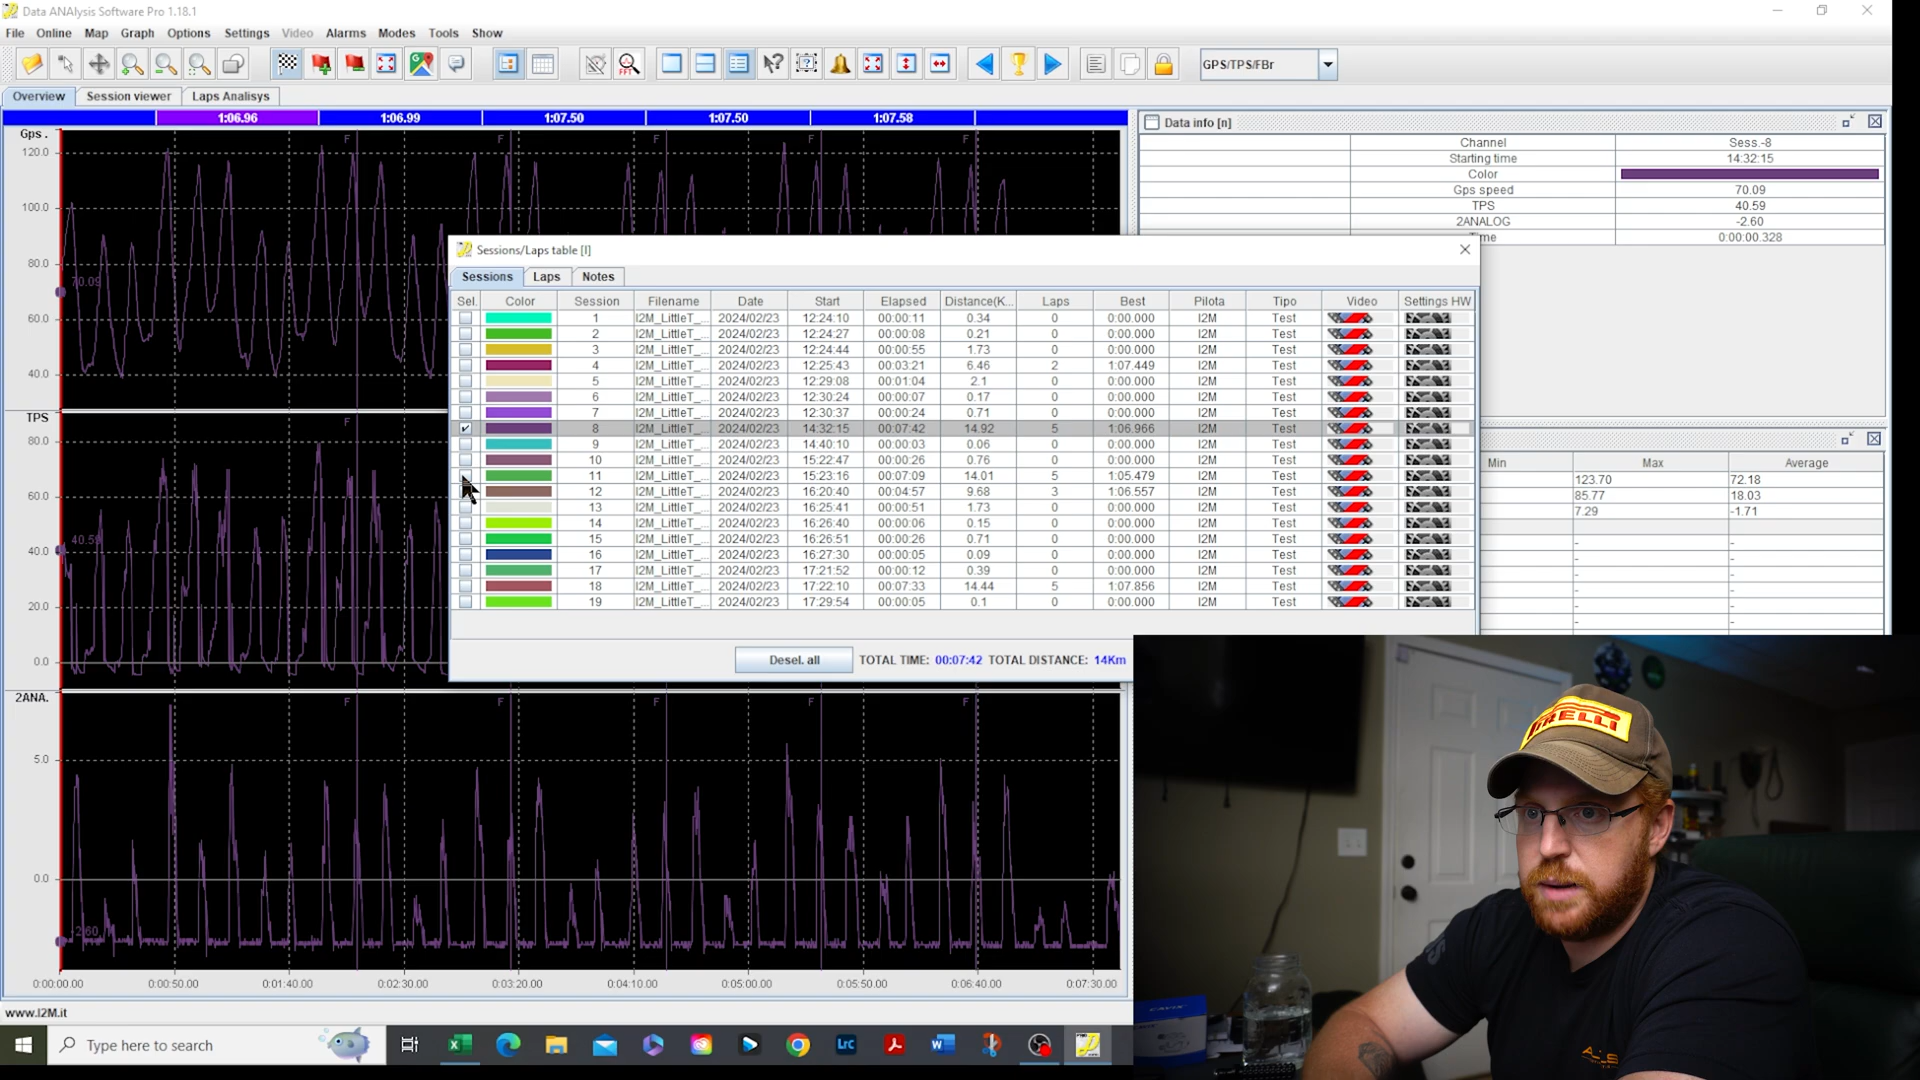 Data ANAlysis Software Pro 1.18.1
File Online Map Graph Options Settings Video Alarms Modes Tools Show
GPS/TPS/FBr
Overview Session viewer Laps Analisys
1:06.96 1:06.99 1:07.50 1:07.50 1:07.58
Gps .
120.0
100.0
80.0
60.0
40.0
70.09
F F F F F
TPS
80.0
60.0
40.0
20.0
0.0
40.59
F
2ANA.
5.0
0.0
-2.60
F F F F F
0:00:00.00 0:00:50.00 0:01:40.00 0:02:30.00 0:03:20.00 0:04:10.00 0:05:00.00 0:05:50.00 0:06:40.00 0:07:30.00
Data info [n]
Channel Sess.-8
Starting time 14:32:15
Color
Gps speed 70.09
TPS 40.59
2ANALOG -2.60
Time 0:00:00.328
Min Max Average
123.70 72.18
85.77 18.03
7.29 -1.71
Sessions/Laps table [l]
Sessions Laps Notes
Sel. Color Session Filename Date Start Elapsed Distance(K... Laps Best Pilota Tipo Video Settings HW
1 I2M_LittleT_... 2024/02/23 12:24:10 00:00:11 0.34 0 0:00.000 I2M Test
2 I2M_LittleT_... 2024/02/23 12:24:27 00:00:08 0.21 0 0:00.000 I2M Test
3 I2M_LittleT_... 2024/02/23 12:24:44 00:00:55 1.73 0 0:00.000 I2M Test
4 I2M_LittleT_... 2024/02/23 12:25:43 00:03:21 6.46 2 1:07.449 I2M Test
5 I2M_LittleT_... 2024/02/23 12:29:08 00:01:04 2.1 0 0:00.000 I2M Test
6 I2M_LittleT_... 2024/02/23 12:30:24 00:00:07 0.17 0 0:00.000 I2M Test
7 I2M_LittleT_... 2024/02/23 12:30:37 00:00:24 0.71 0 0:00.000 I2M Test
8 I2M_LittleT_... 2024/02/23 14:32:15 00:07:42 14.92 5 1:06.966 I2M Test
9 I2M_LittleT_... 2024/02/23 14:40:10 00:00:03 0.06 0 0:00.000 I2M Test
10 I2M_LittleT_... 2024/02/23 15:22:47 00:00:26 0.76 0 0:00.000 I2M Test
11 I2M_LittleT_... 2024/02/23 15:23:16 00:07:09 14.01 5 1:05.479 I2M Test
12 I2M_LittleT_... 2024/02/23 16:20:40 00:04:57 9.68 3 1:06.557 I2M Test
13 I2M_LittleT_... 2024/02/23 16:25:41 00:00:51 1.73 0 0:00.000 I2M Test
14 I2M_LittleT_... 2024/02/23 16:26:40 00:00:06 0.15 0 0:00.000 I2M Test
15 I2M_LittleT_... 2024/02/23 16:26:51 00:00:26 0.71 0 0:00.000 I2M Test
16 I2M_LittleT_... 2024/02/23 16:27:30 00:00:05 0.09 0 0:00.000 I2M Test
17 I2M_LittleT_... 2024/02/23 17:21:52 00:00:12 0.39 0 0:00.000 I2M Test
18 I2M_LittleT_... 2024/02/23 17:22:10 00:07:33 14.44 5 1:07.856 I2M Test
19 I2M_LittleT_... 2024/02/23 17:29:54 00:00:05 0.1 0 0:00.000 I2M Test
Desel. all TOTAL TIME: 00:07:42 TOTAL DISTANCE: 14Km
PIRELLI
www.I2M.it
Type here to search
Lrc